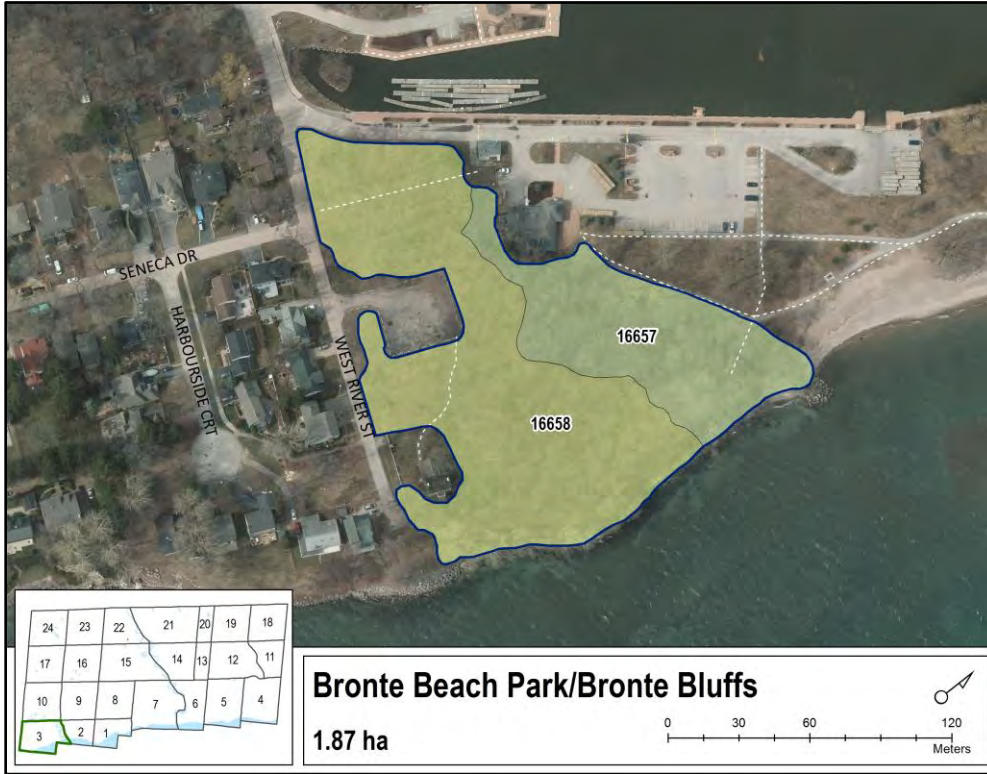 SENECA DR
HARBOURSIDE CRT
WEST RIVER ST
16657
16658
24 23 22 21 20 19 18
17 16 15 14 13 12 11
10 9 8 7 6 5 4
3 2 1
Bronte Beach Park/Bronte Bluffs
1.87 ha
0 30 60 120
Meters